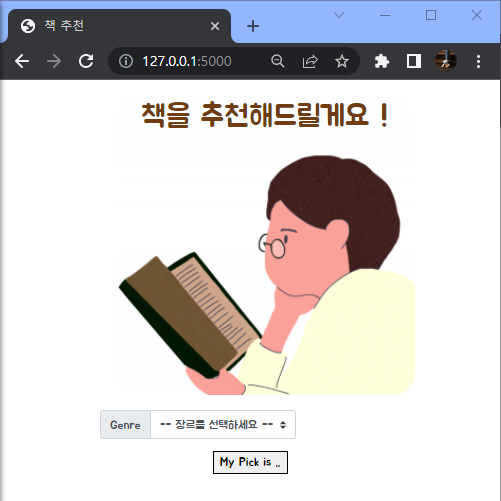 책 추천
127.0.0.1:5000
책을 추천해드릴게요 !
Genre
-- 장르를 선택하세요 --
My Pick is ..